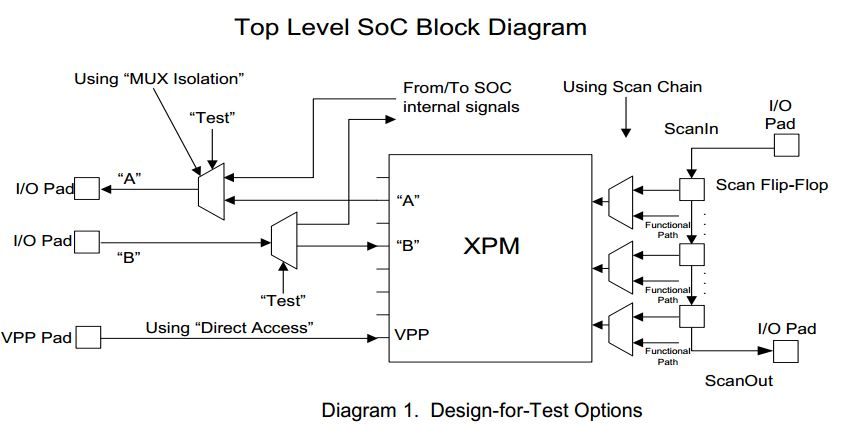 Top Level SoC Block Diagram
Using “MUX Isolation”
“Test”
From/To SOC
internal signals
Using Scan Chain
I/O
Pad
ScanIn
I/O Pad
“A”
“A”
Scan Flip-Flop
Functional
Path
I/O Pad
“B”
“B”
XPM
Functional
Path
“Test”
VPP Pad
Using “Direct Access”
VPP
I/O Pad
Functional
Path
ScanOut
Diagram 1. Design-for-Test Options